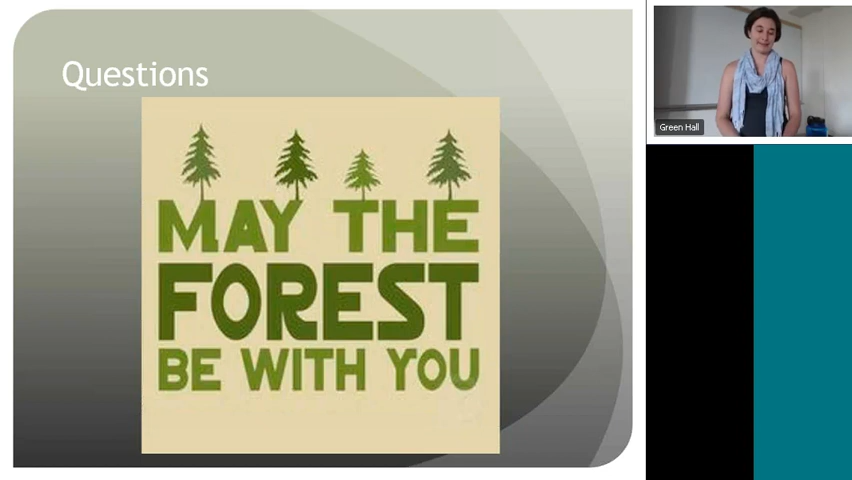 Questions
MAY THE
FOREST
BE WITH YOU
Green Hall